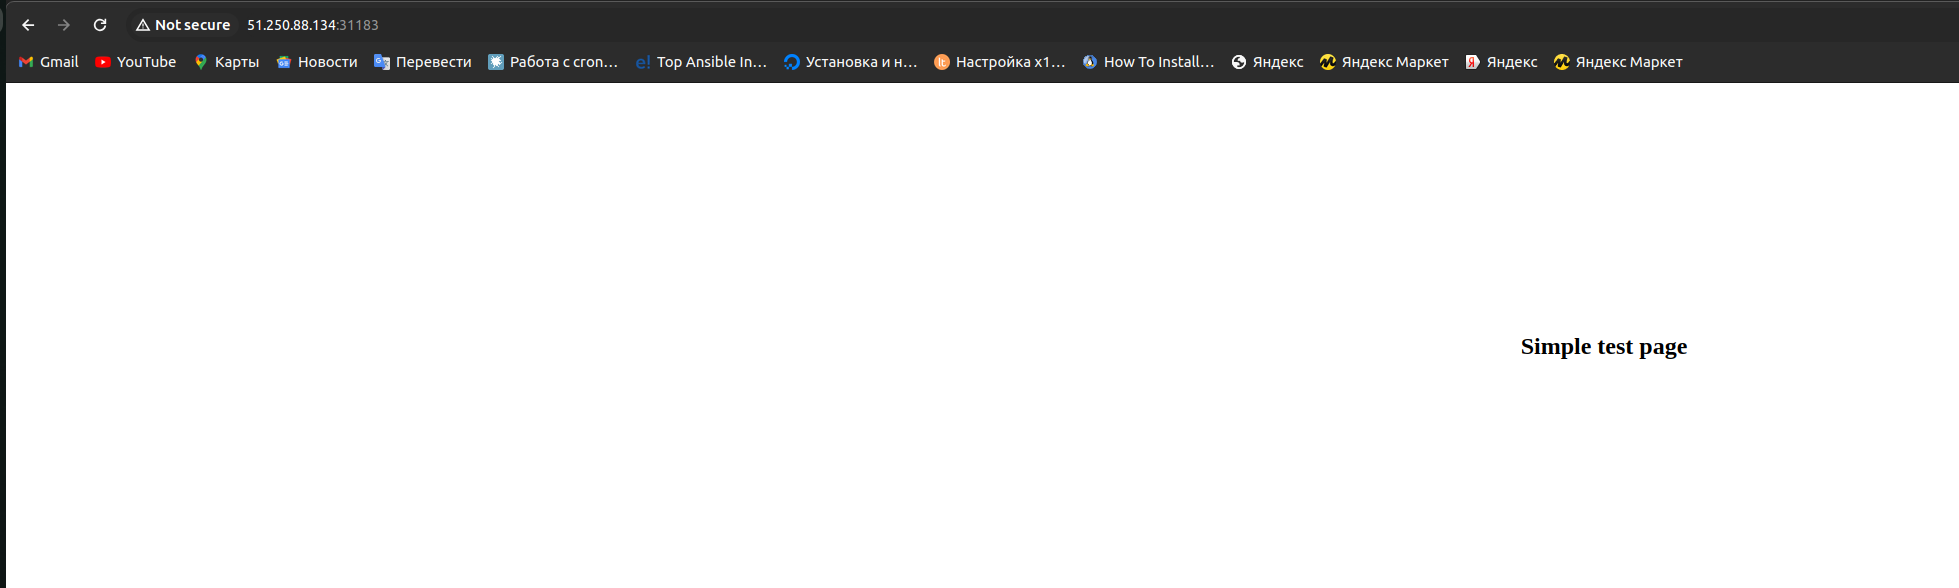 Not secure 51.250.88.134:31183
Gmail YouTube Карты Новости Перевести Работа с cron... Top Ansible In... Установка и н... Настройка x1... How To Install... Яндекс Яндекс Маркет Яндекс Яндекс Маркет
Simple test page